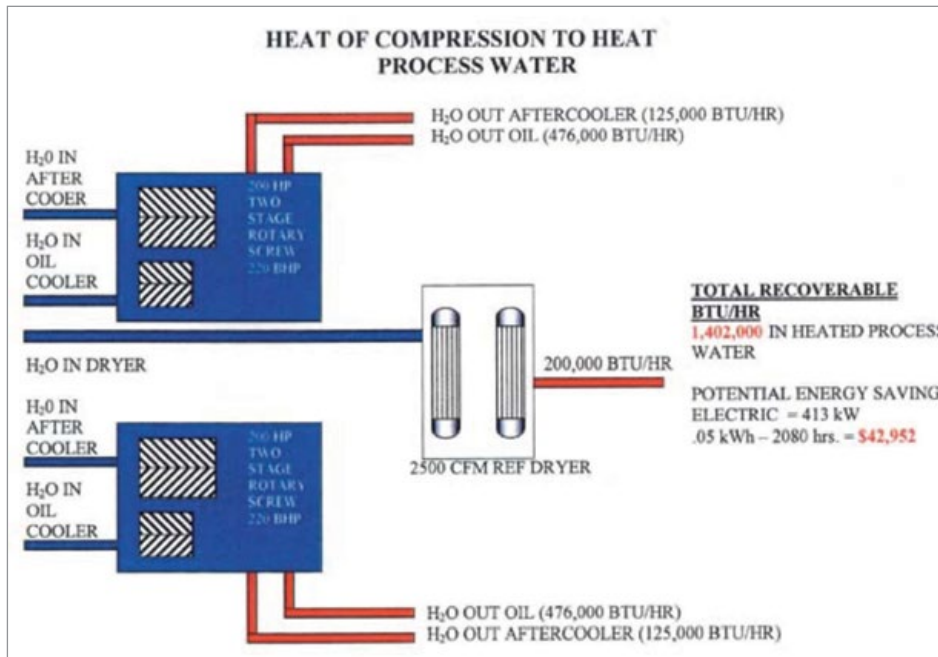 HEAT OF COMPRESSION TO HEAT
PROCESS WATER
H₂O OUT AFTERCOOLER (125,000 BTU/HR)
H₂O OUT OIL (476,000 BTU/HR)
H₂0 IN
AFTER
COOER
H₂O IN
OIL
COOLER
200 HP
TWO
STAGE
ROTARY
SCREW
220 BHP
H₂O IN DRYER
200,000 BTU/HR
2500 CFM REF DRYER
TOTAL RECOVERABLE
BTU/HR
1,402,000 IN HEATED PROCESS
WATER
POTENTIAL ENERGY SAVING
ELECTRIC = 413 kW
.05 kWh – 2080 hrs. = $42,952
H₂0 IN
AFTER
COOLER
H₂O IN
OIL
COOLER
200 HP
TWO
STAGE
ROTARY
SCREW
220 BHP
H₂O OUT OIL (476,000 BTU/HR)
H₂O OUT AFTERCOOLER (125,000 BTU/HR)